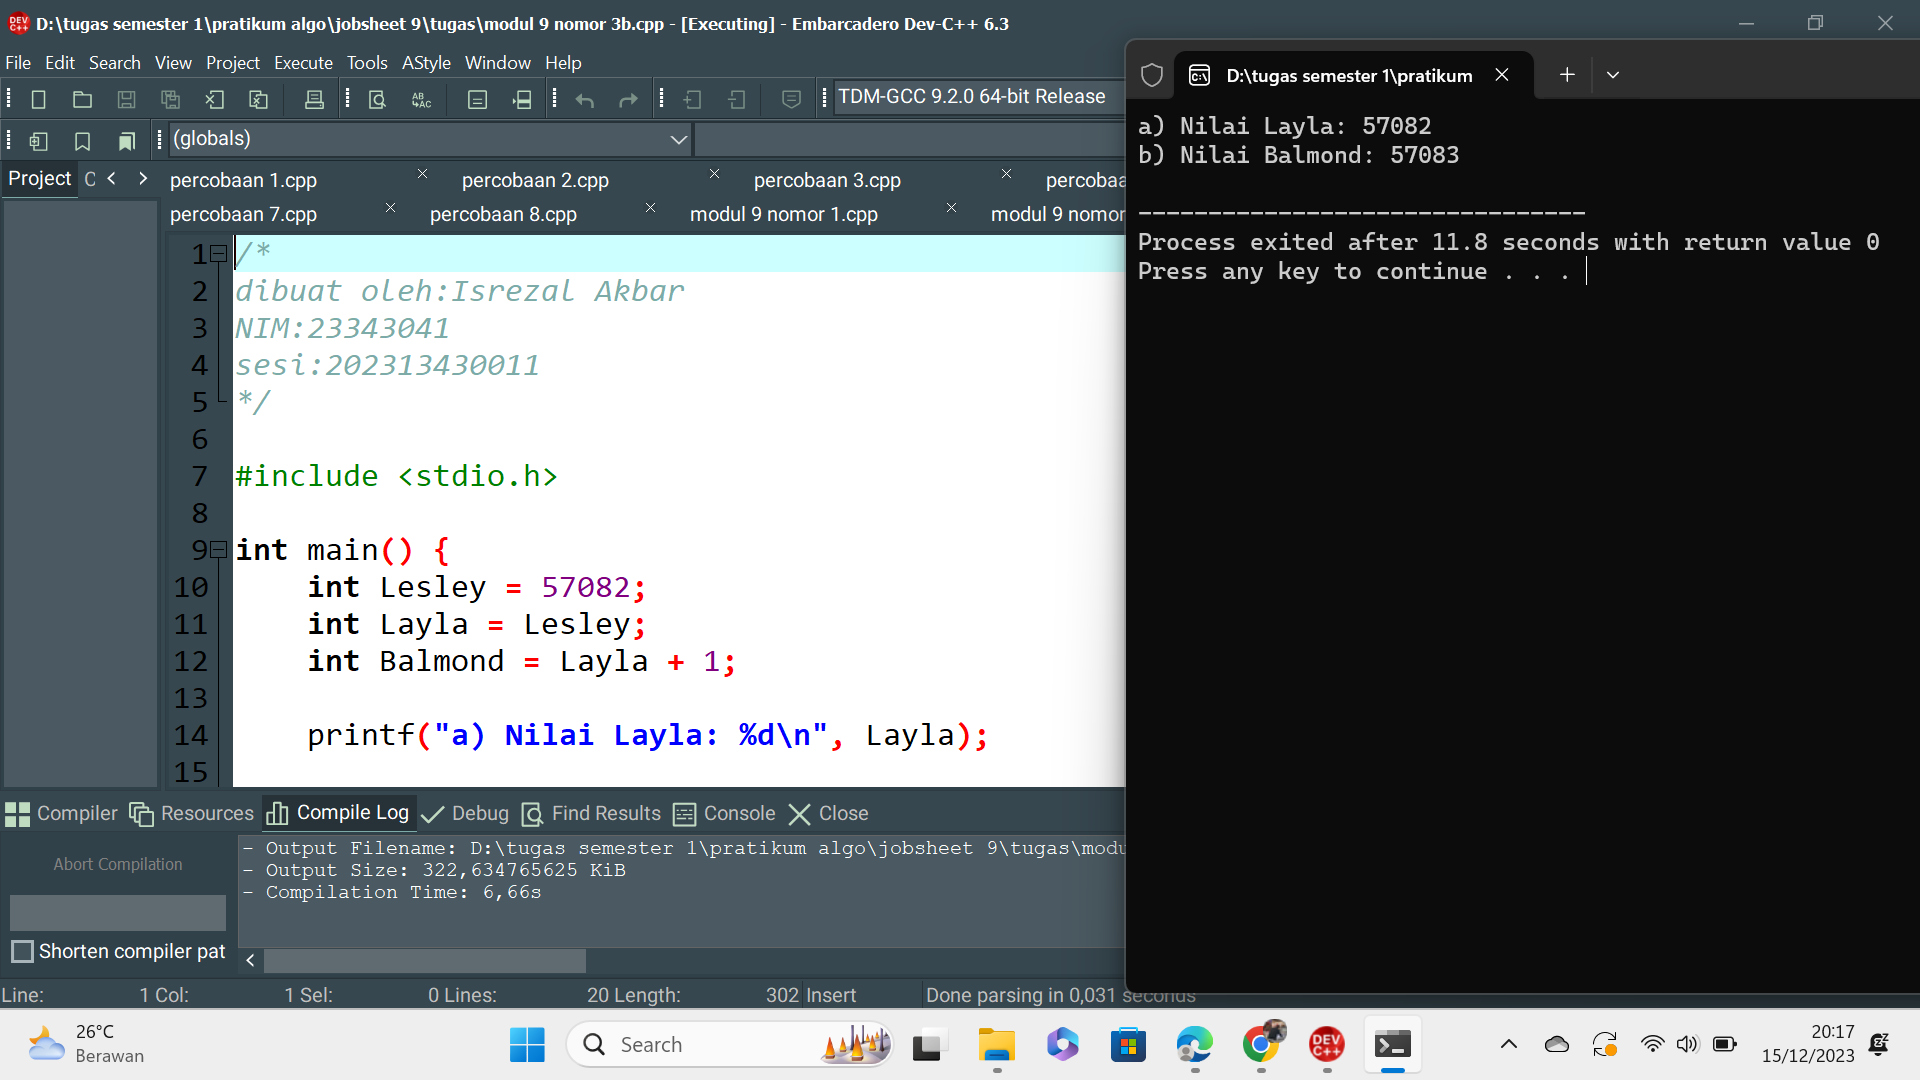 D:\tugas semester 1\pratikum algo\jobsheet 9\tugas\modul 9 nomor 3b.cpp - [Executing] - Embarcadero Dev-C++ 6.3
File Edit Search View Project Execute Tools AStyle Window Help
TDM-GCC 9.2.0 64-bit Release
(globals)
Project
percobaan 1.cpp percobaan 2.cpp percobaan 3.cpp percobaa
percobaan 7.cpp percobaan 8.cpp modul 9 nomor 1.cpp modul 9 nomor
1 /*
2 dibuat oleh:Isrezal Akbar
3 NIM:23343041
4 sesi:202313430011
5 */
6
7 #include <stdio.h>
8
9 int main() {
10 int Lesley = 57082;
11 int Layla = Lesley;
12 int Balmond = Layla + 1;
13
14 printf("a) Nilai Layla: %d\n", Layla);
15
Compiler Resources Compile Log Debug Find Results Console Close
Abort Compilation
Shorten compiler pat
- Output Filename: D:\tugas semester 1\pratikum algo\jobsheet 9\tugas\modu
- Output Size: 322,634765625 KiB
- Compilation Time: 6,66s
Line: 1 Col: 1 Sel: 0 Lines: 20 Length: 302 Insert Done parsing in 0,031 seconds
D:\tugas semester 1\pratikum
a) Nilai Layla: 57082
b) Nilai Balmond: 57083
--------------------------------
Process exited after 11.8 seconds with return value 0
Press any key to continue . . .
26°C
Berawan
Search
DEV C++
20:17
15/12/2023